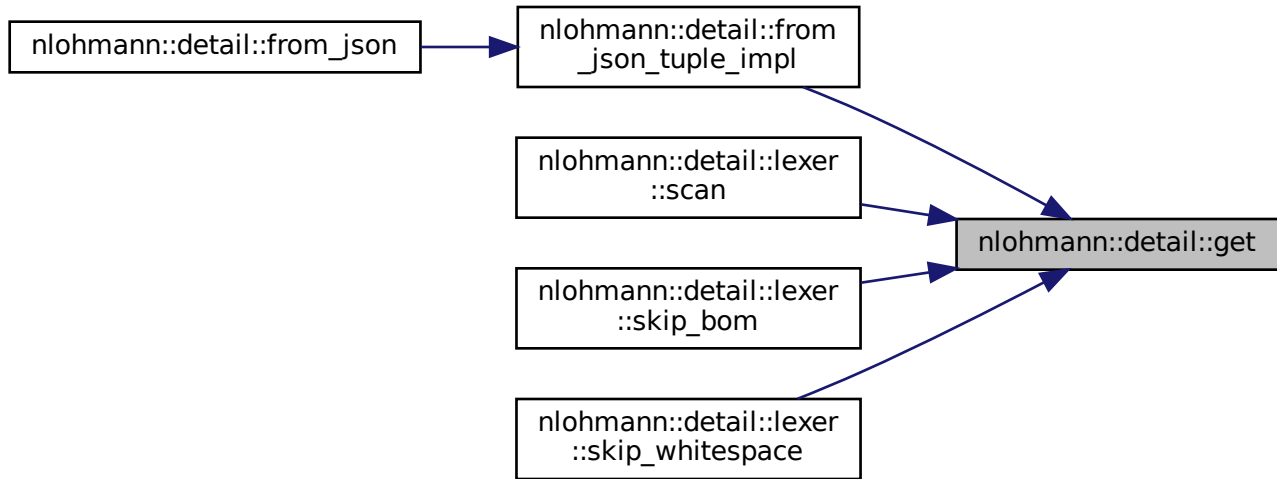 nlohmann::detail::from_json
nlohmann::detail::from
_json_tuple_impl
nlohmann::detail::lexer
::scan
nlohmann::detail::get
nlohmann::detail::lexer
::skip_bom
nlohmann::detail::lexer
::skip_whitespace